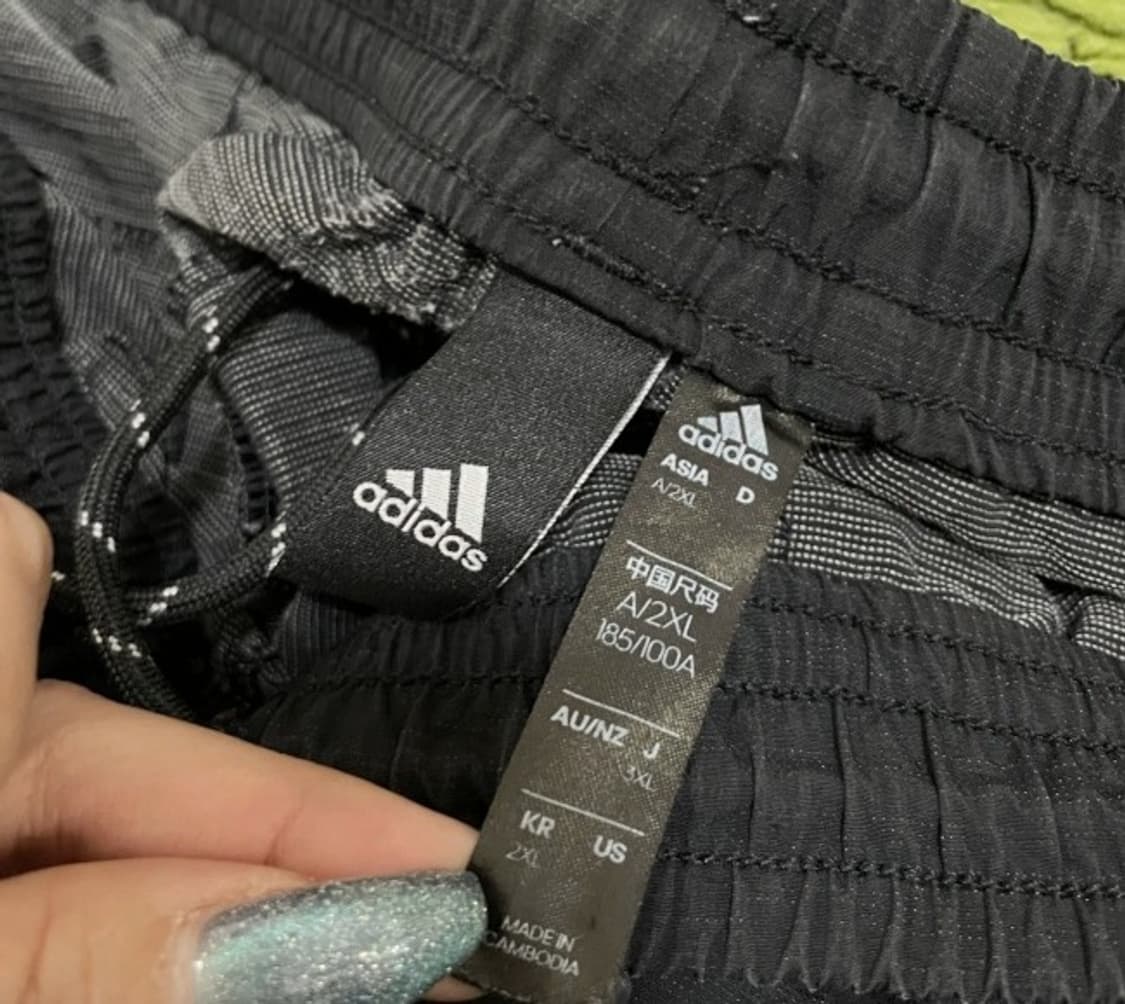 adidas
adidas
ASIA D
A/2XL
中国尺码
A/2XL
185/100A
AU/NZ J
3XL
KR US
2XL
MADE IN
CAMBODIA